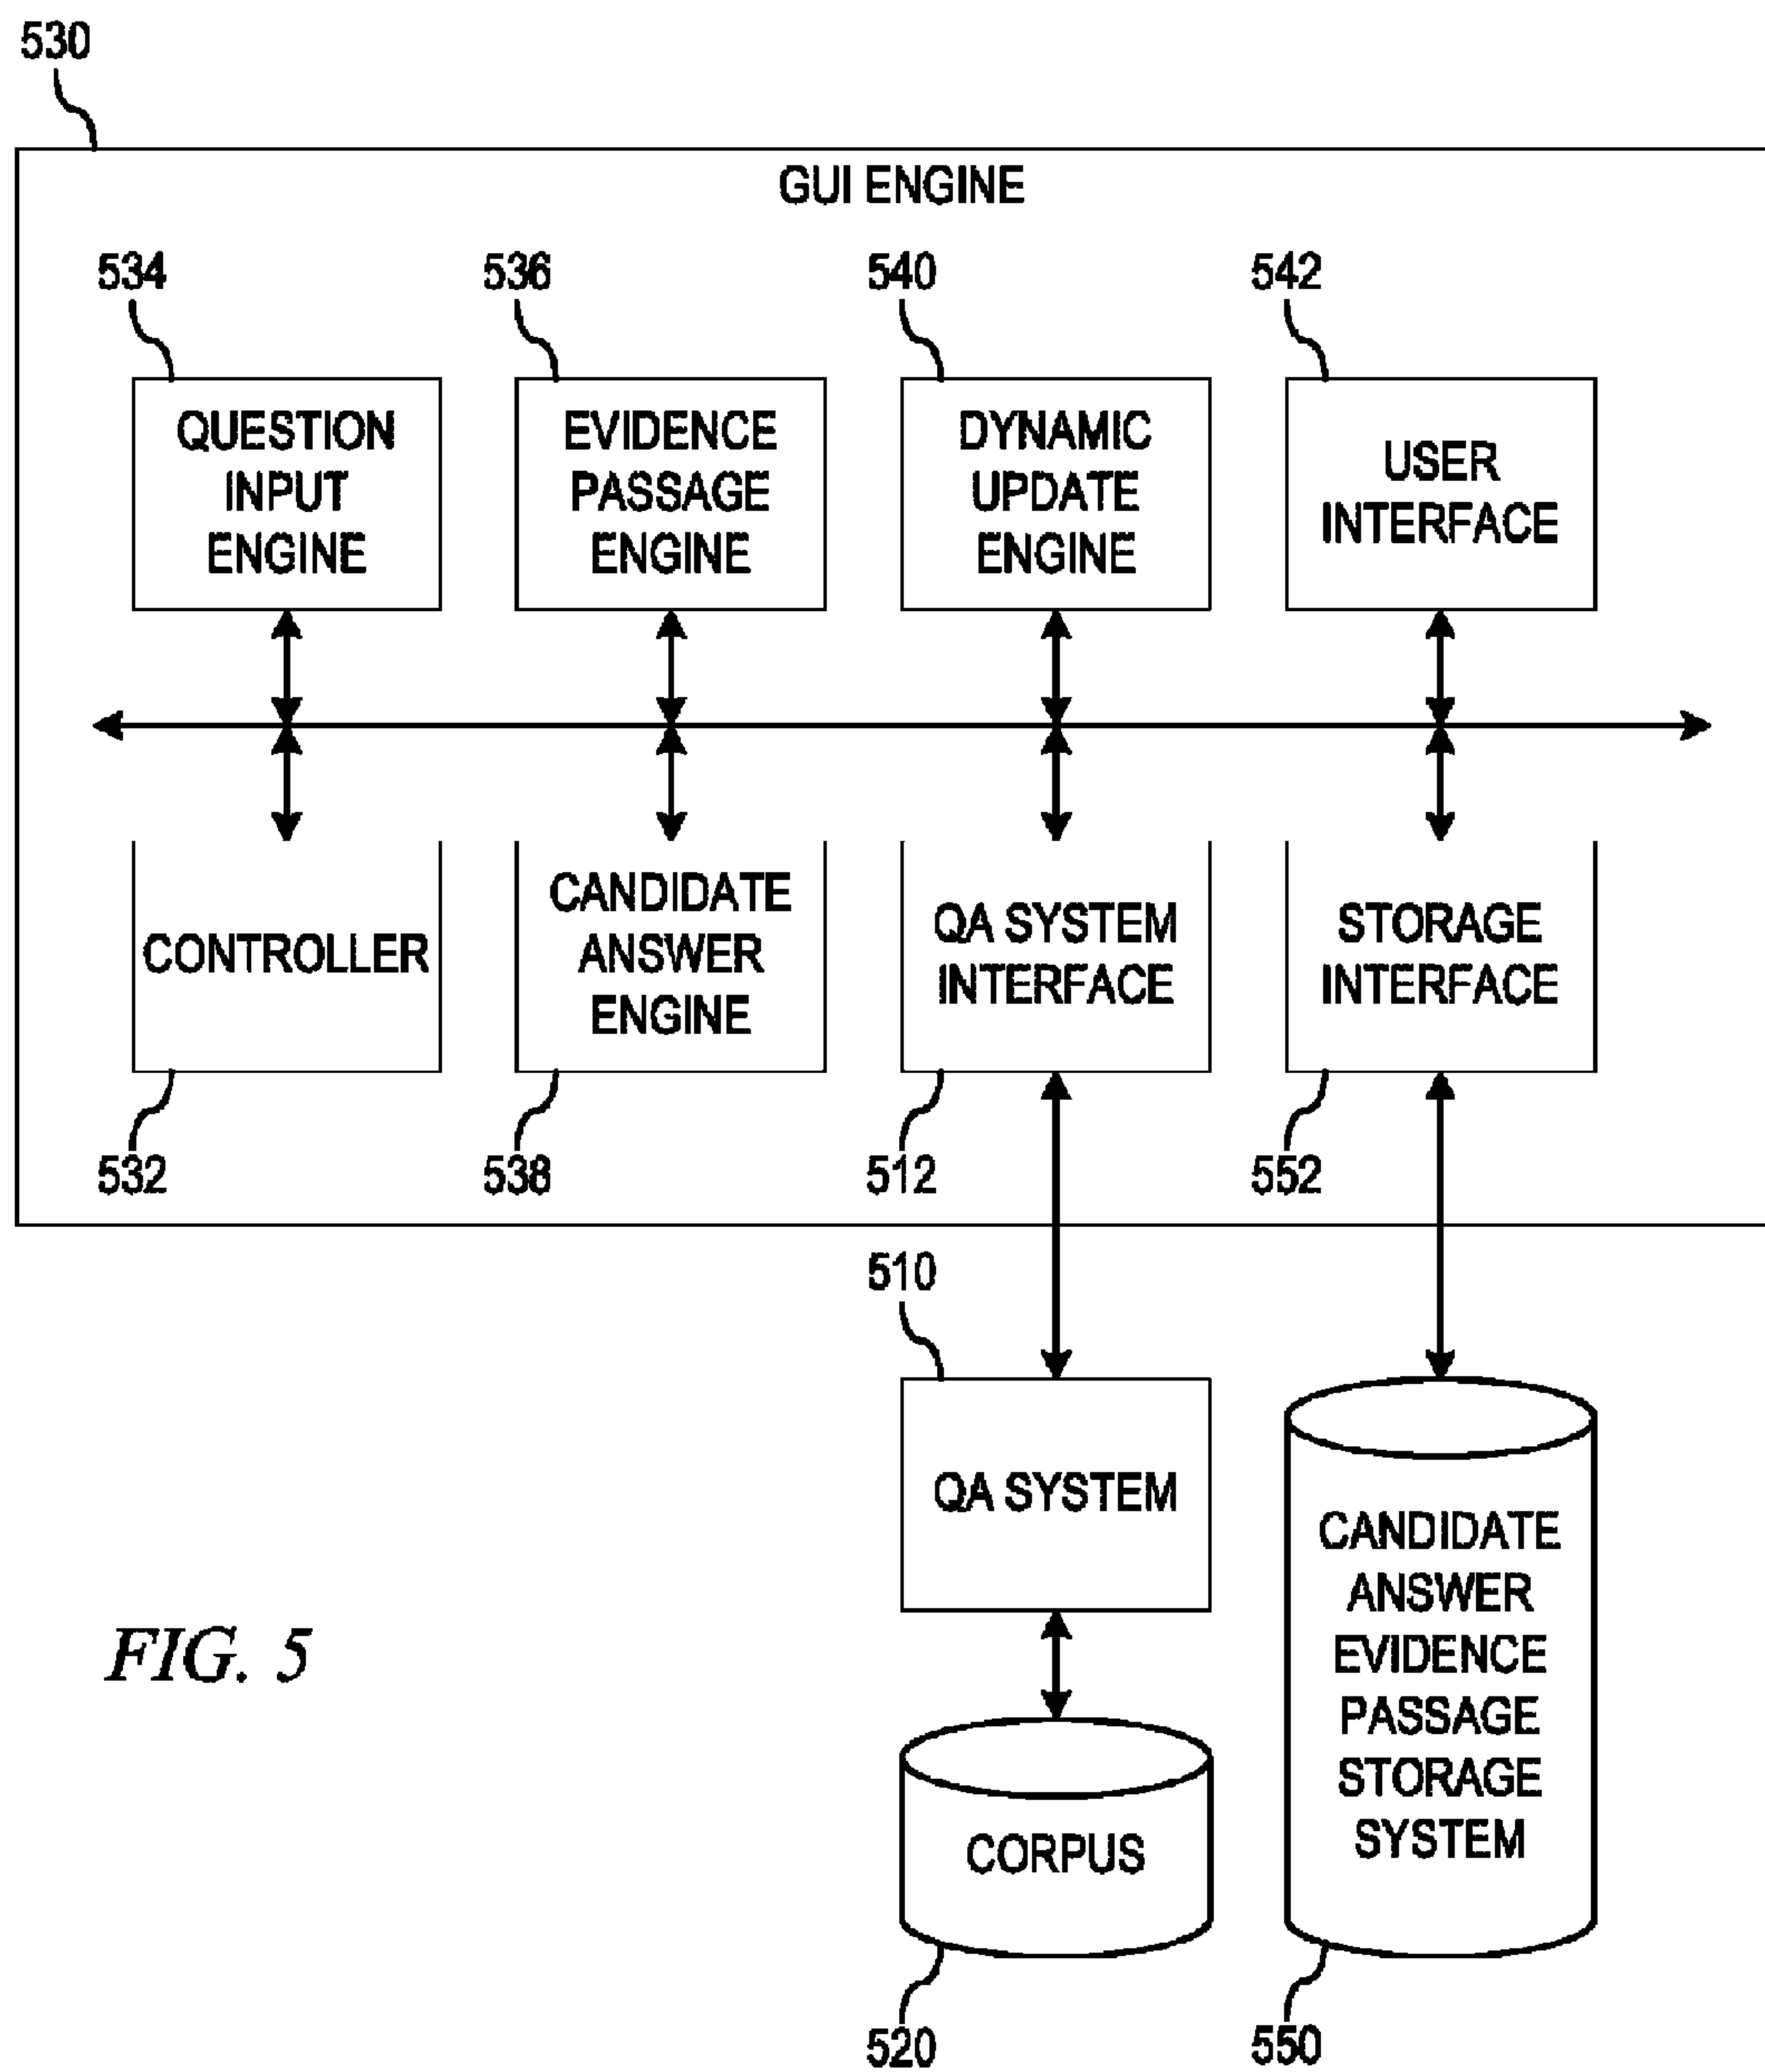 530
GUI ENGINE
534
536
540
542
QUESTION
INPUT
ENGINE
EVIDENCE
PASSAGE
ENGINE
DYNAMIC
UPDATE
ENGINE
USER
INTERFACE
CONTROLLER
CANDIDATE
ANSWER
ENGINE
QA SYSTEM
INTERFACE
STORAGE
INTERFACE
532
538
512
552
510
QA SYSTEM
CANDIDATE
ANSWER
EVIDENCE
PASSAGE
STORAGE
SYSTEM
FIG. 5
CORPUS
520
550